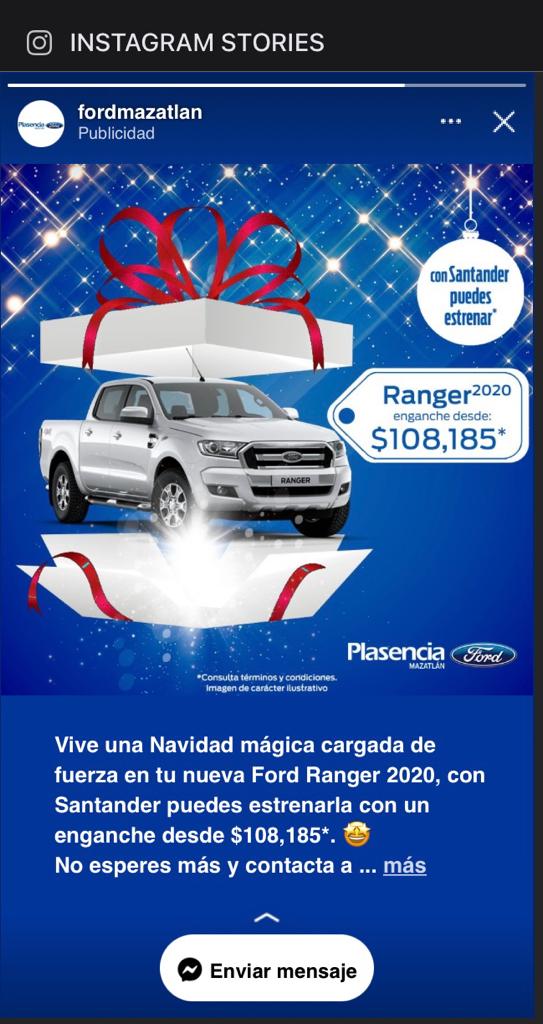 INSTAGRAM STORIES
fordmazatlan
Publicidad
Plasencia Ford
con Santander
puedes
estrenar*
Ranger2020
enganche desde:
$108,185*
RANGER
Plasencia Ford
MAZATLÁN
*Consulta términos y condiciones.
Imagen de carácter ilustrativo
Vive una Navidad mágica cargada de
fuerza en tu nueva Ford Ranger 2020, con
Santander puedes estrenarla con un
enganche desde $108,185*. 🤩
No esperes más y contacta a ... más
Enviar mensaje